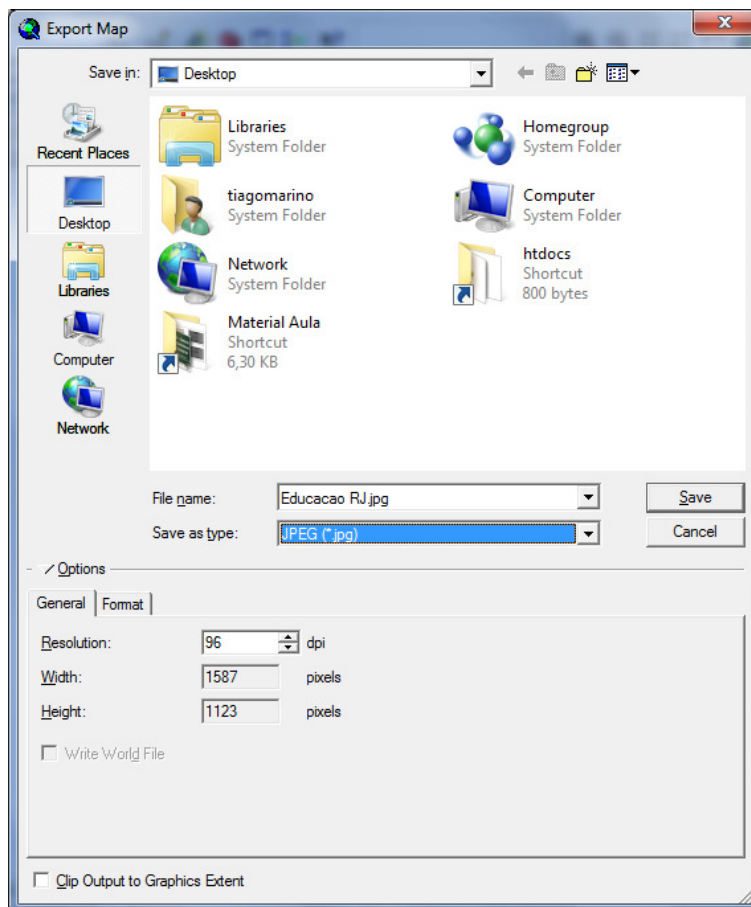 Export Map
Save in: Desktop
Recent Places
Desktop
Libraries
Computer
Network
Libraries
System Folder
Homegroup
System Folder
tiagomarino
System Folder
Computer
System Folder
Network
System Folder
htdocs
Shortcut
800 bytes
Material Aula
Shortcut
6,30 KB
File name: Educacao RJ.jpg Save
Save as type: JPEG (*.jpg) Cancel
Options
General Format
Resolution: 96 dpi
Width: 1587 pixels
Height: 1123 pixels
Write World File
Clip Output to Graphics Extent